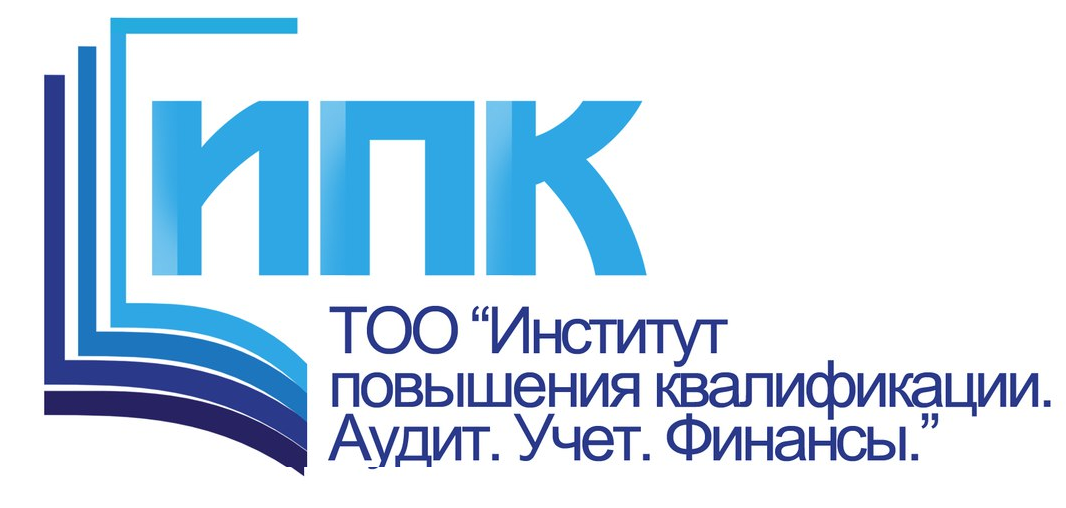 ИПК
ТОО “Институт
повышения квалификации.
Аудит. Учет. Финансы.”